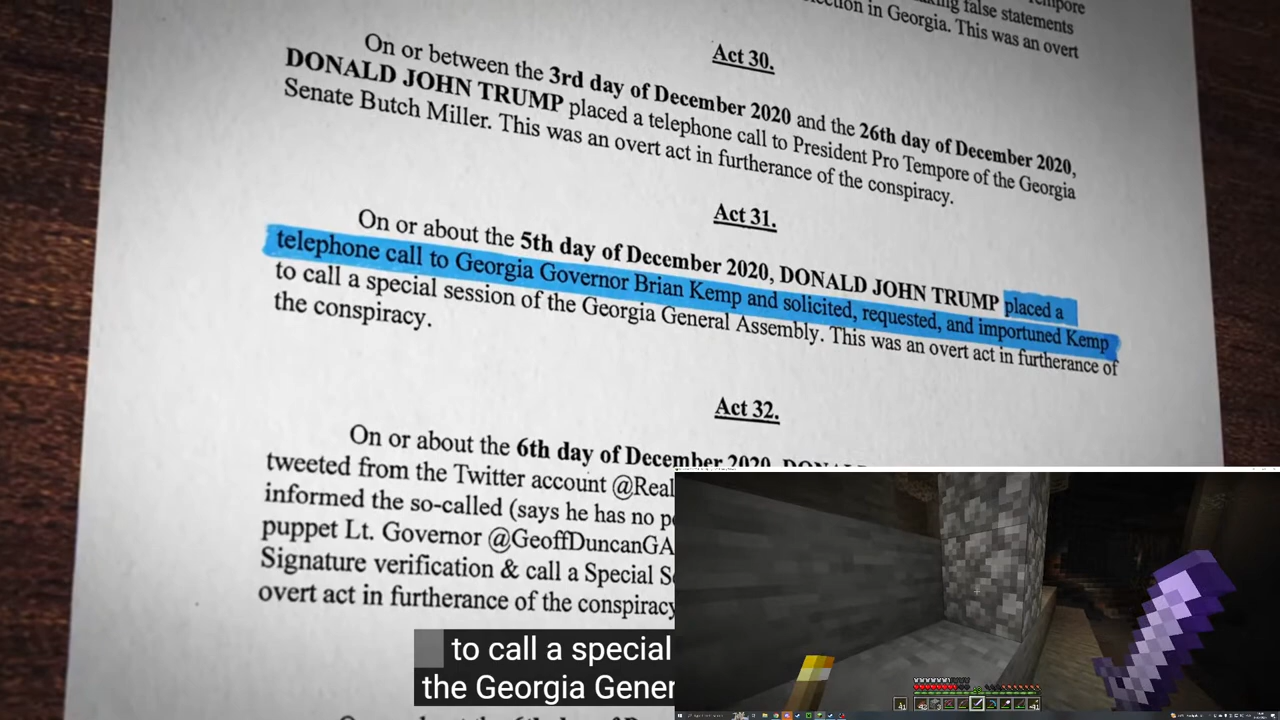 tempore
king false statements
election in Georgia. This was an overt
Act 30.
On or between the 3rd day of December 2020 and the 26th day of December 2020,
DONALD JOHN TRUMP placed a telephone call to President Pro Tempore of the Georgia
Senate Butch Miller. This was an overt act in furtherance of the conspiracy.
Act 31.
On or about the 5th day of December 2020, DONALD JOHN TRUMP placed a
telephone call to Georgia Governor Brian Kemp and solicited, requested, and importuned Kemp
to call a special session of the Georgia General Assembly. This was an overt act in furtherance of
the conspiracy.
Act 32.
On or about the 6th day of December 2020,
tweeted from the Twitter account @Real
informed the so-called (says he has no p
puppet Lt. Governor @GeoffDuncanGA
Signature verification & call a Special S
overt act in furtherance of the conspiracy
to call a special
the Georgia Gener